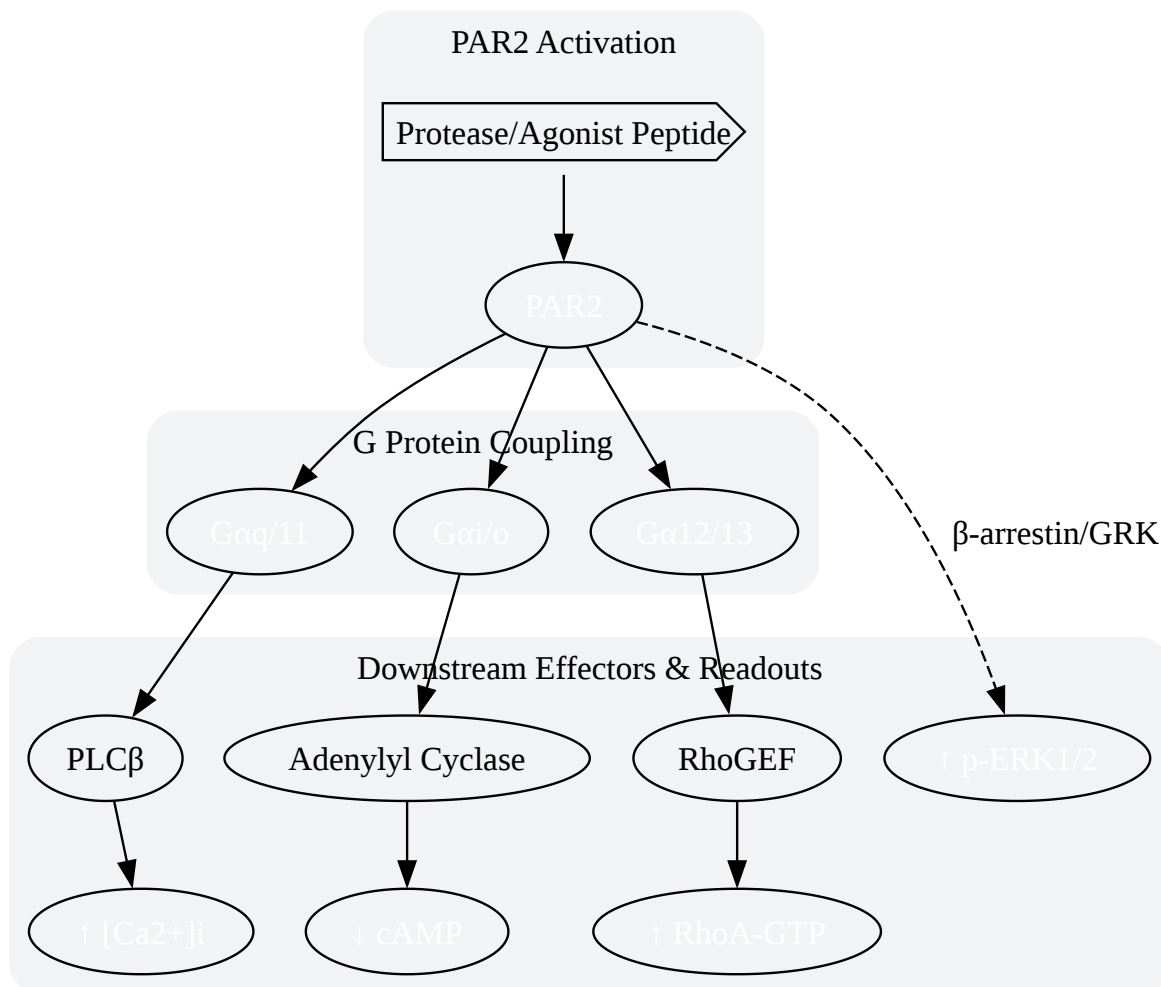 PAR2 Activation
Protease/Agonist Peptide
PAR2
G Protein Coupling
Gαq/11
Gαi/o
Gα12/13
β-arrestin/GRK
Downstream Effectors & Readouts
PLCβ
Adenylyl Cyclase
RhoGEF
↑ p-ERK1/2
↑ [Ca2+]i
↓ cAMP
↑ RhoA-GTP